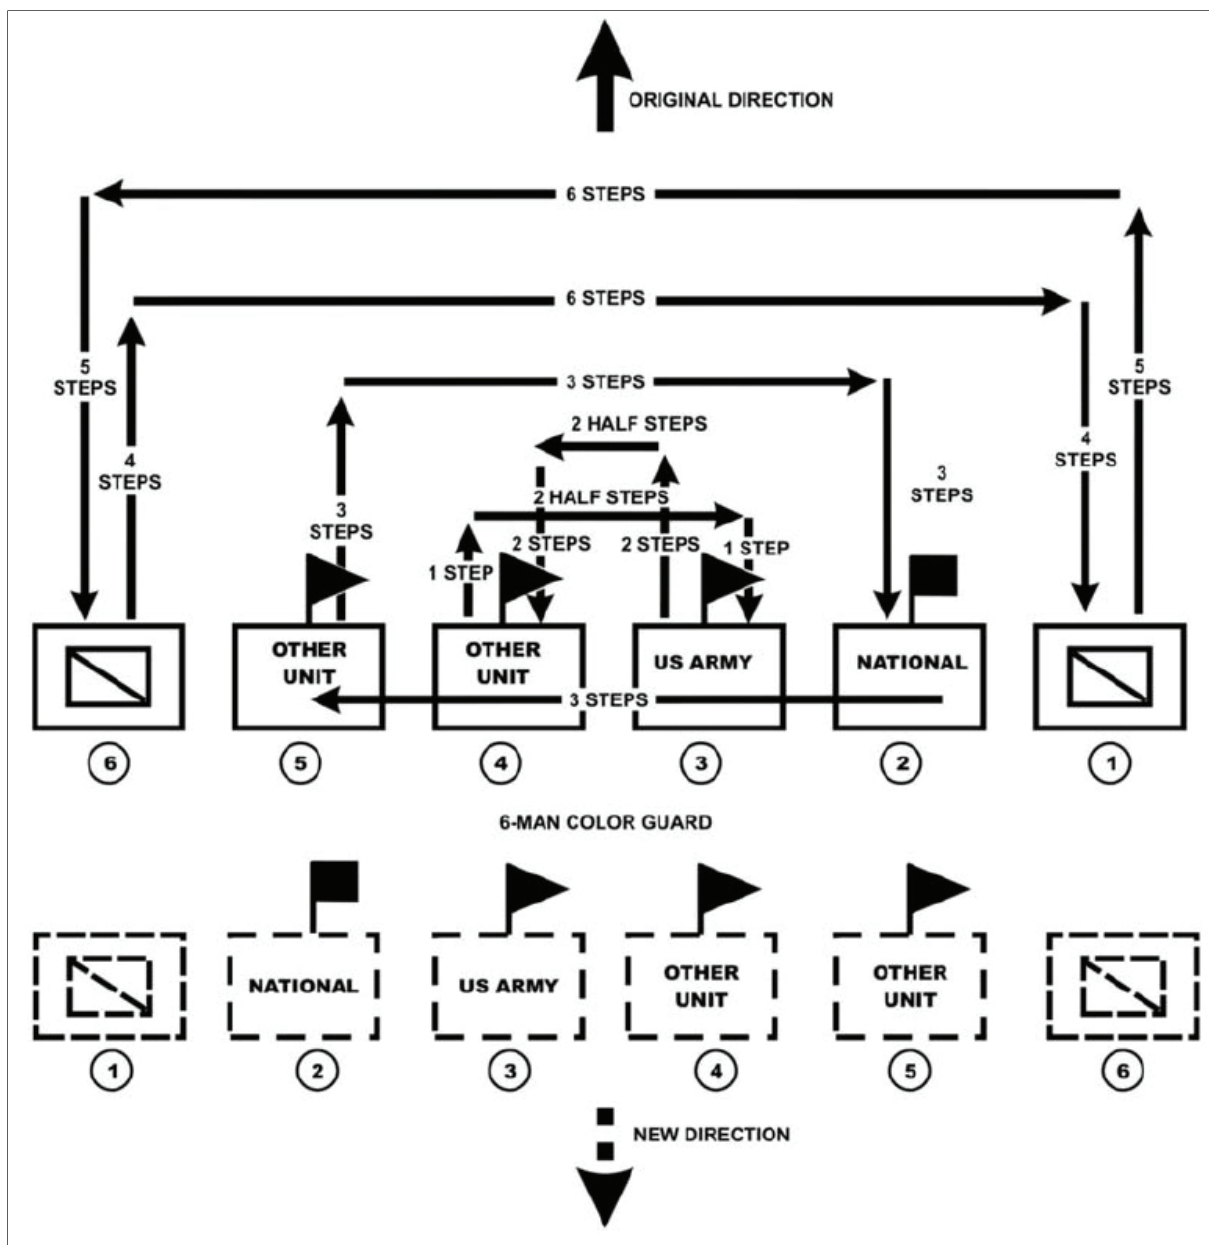 ORIGINAL DIRECTION
6 STEPS
6 STEPS
5
STEPS
3 STEPS
5
STEPS
2 HALF STEPS
4
STEPS
4
STEPS
3
STEPS
2 HALF STEPS
3
STEPS
2 STEPS
2 STEPS
1 STEP
1 STEP
OTHER
UNIT
OTHER
UNIT
US ARMY
NATIONAL
3 STEPS
6
5
4
3
2
1
6-MAN COLOR GUARD
NATIONAL
US ARMY
OTHER
UNIT
OTHER
UNIT
1
2
3
4
5
6
NEW DIRECTION